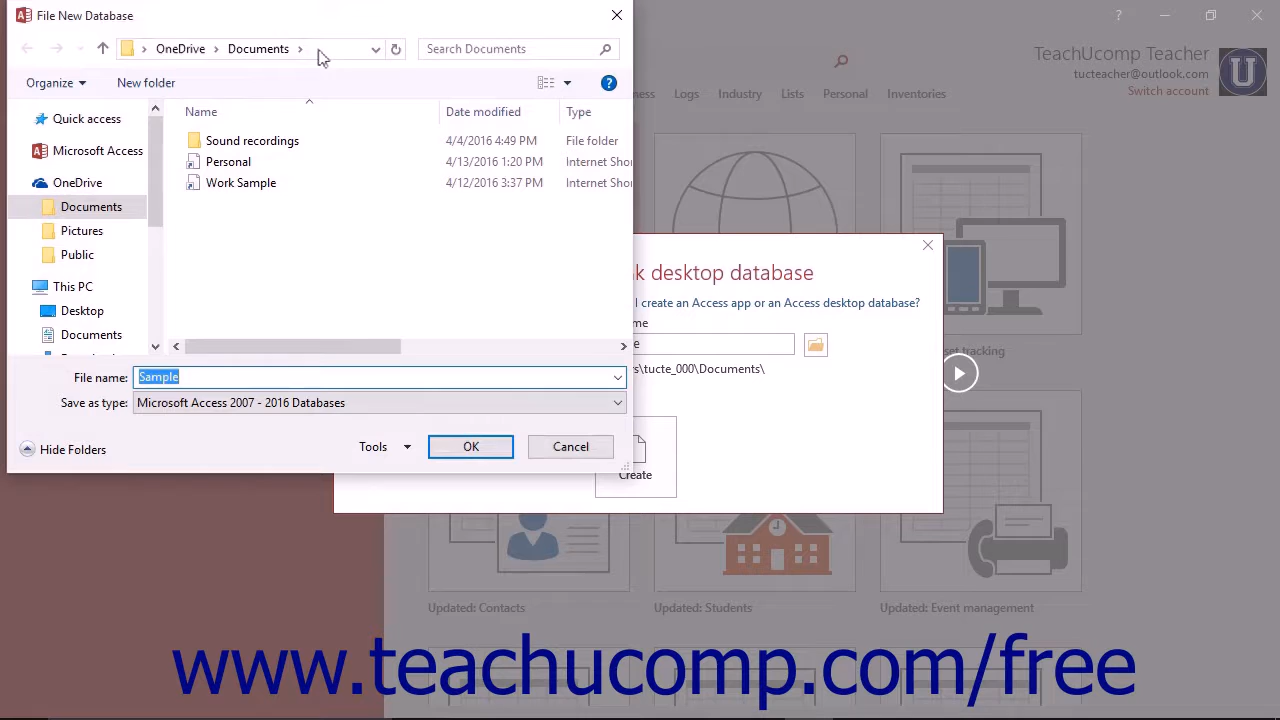 File New Database
OneDrive > Documents >
Search Documents
Organize
New folder
Name
Date modified
Type
Quick access
Microsoft Access
OneDrive
Documents
Pictures
Public
This PC
Desktop
Documents
Sound recordings 4/4/2016 4:49 PM File folder
Personal 4/13/2016 1:20 PM Internet Sho
Work Sample 4/12/2016 3:37 PM Internet Sho
File name: Sample
Save as type: Microsoft Access 2007 - 2016 Databases
Hide Folders
Tools
OK
Cancel
?
TeachUcomp Teacher
tucteacher@outlook.com
Switch account
U
ness Logs Industry Lists Personal Inventories
k desktop database
I create an Access app or an Access desktop database?
me
e
s\tucte_000\Documents\
Create
set tracking
Updated: Contacts
Updated: Students
Updated: Event management
www.teachucomp.com/free